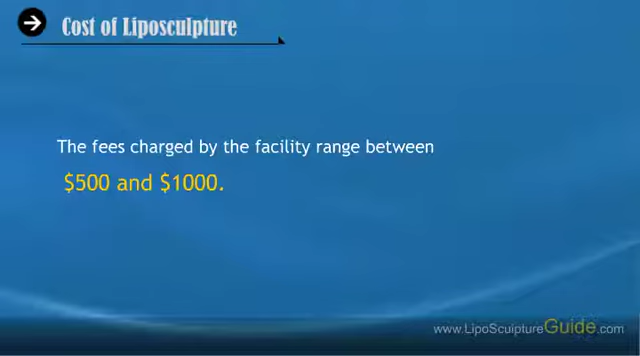 Cost of Liposculpture
The fees charged by the facility range between
$500 and $1000.
www.LipoSculptureGuide.com